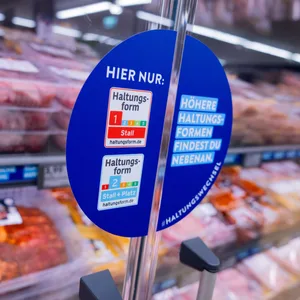 HIER NUR:
Haltungs-
form
1
Stall
haltungsform.de
Haltungs-
form
2
Stall+Platz
haltungsform.de
HÖHERE
HALTUNGS-
FORMEN
FINDEST DU
NEBENAN
#HALTUNGSWECHSEL